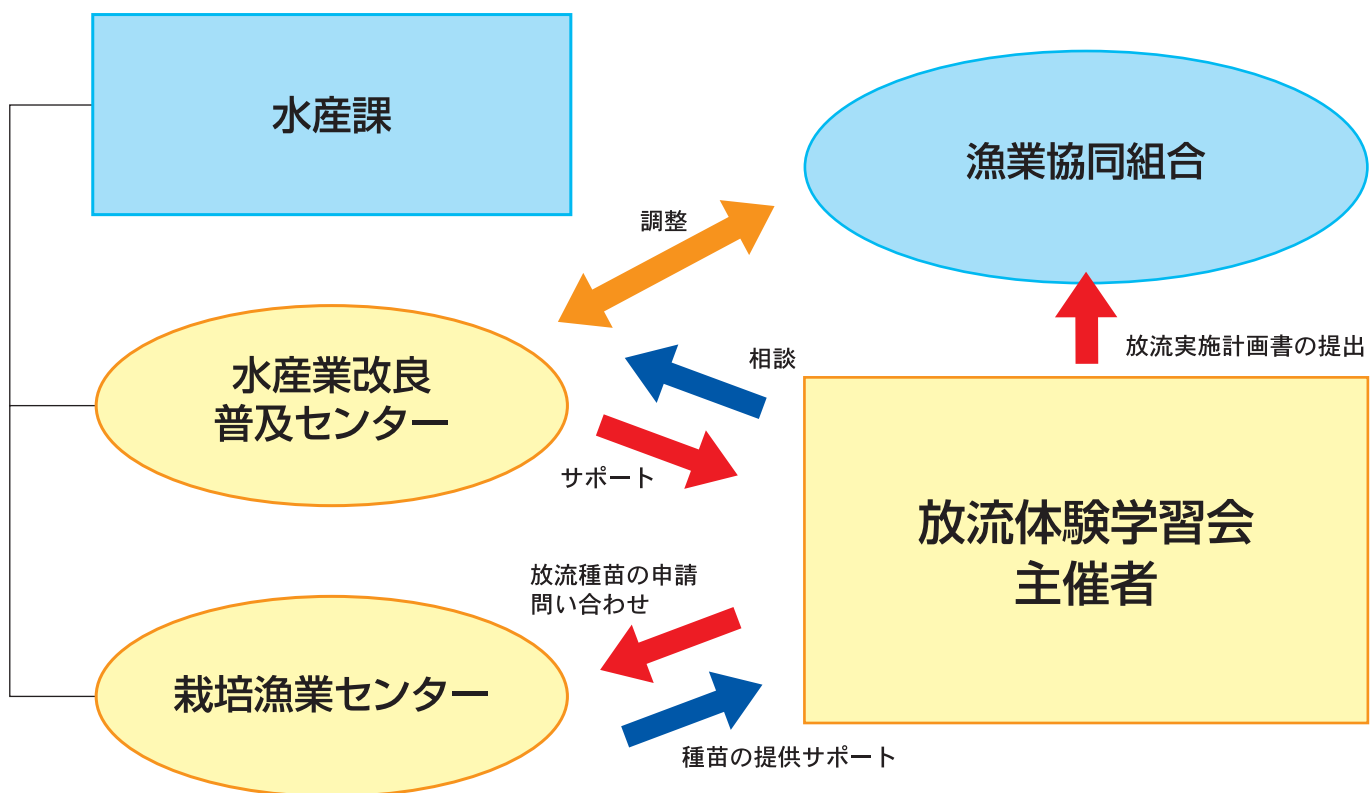 水産課
漁業協同組合
調整
放流実施計画書の提出
水産業改良
普及センター
相談
サポート
放流体験学習会
主催者
放流種苗の申請
問い合わせ
栽培漁業センター
種苗の提供サポート